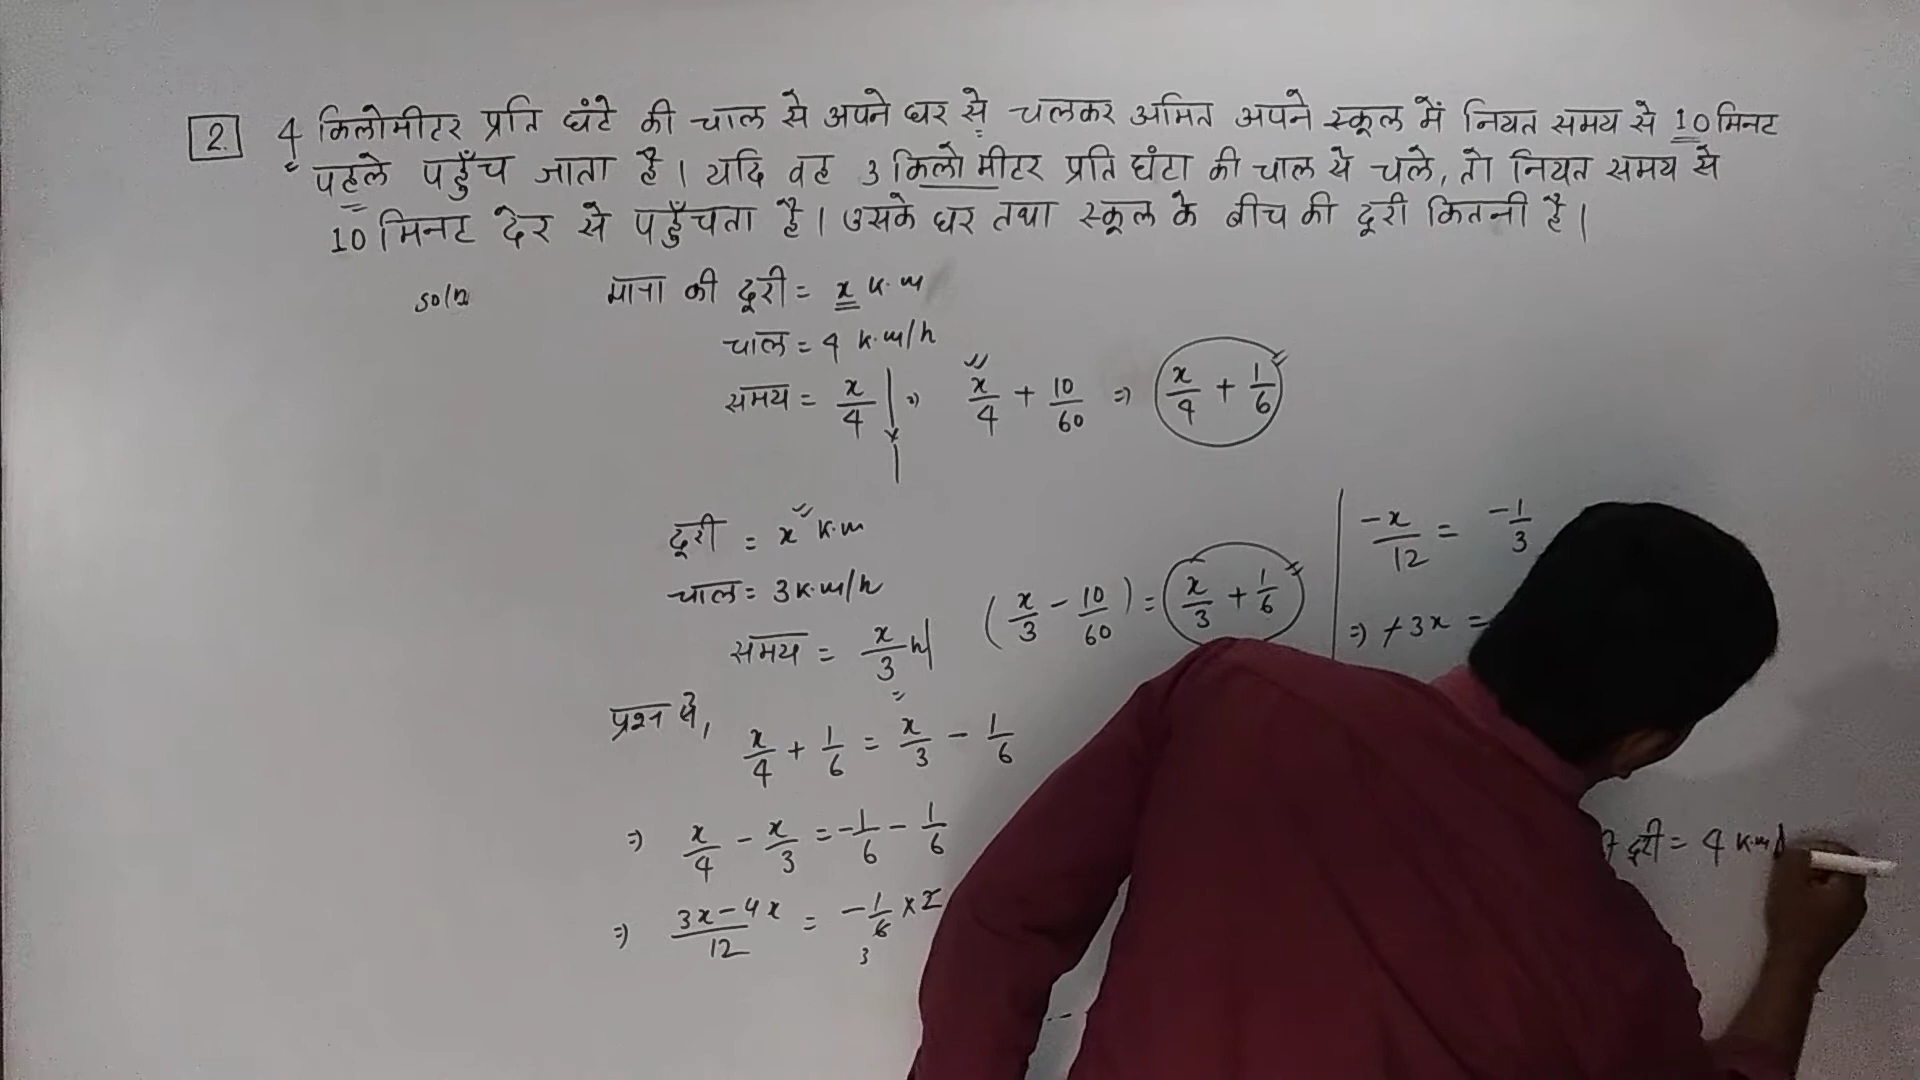 2. 4 किलोमीटर प्रति घंटे की चाल से अपने घर से चलकर अमित अपने स्कूल में नियत समय से 10 मिनट
पहले पहुँच जाता है। यदि वह 3 किलोमीटर प्रति घंटा की चाल से चले, तो नियत समय से
10 मिनट देर से पहुँचता है। उसके घर तथा स्कूल के बीच की दूरी कितनी है।
soln माना की दूरी = x k.m
चाल = 4 k.m/h
समय = x/4 ⇒ x/4 + 10/60 ⇒ x/4 + 1/6
दूरी = x k.m
चाल = 3 k.m/h
समय = x/3 h (x/3 - 10/60) = x/3 + 1/6
प्रश्न से, x/4 + 1/6 = x/3 - 1/6
⇒ x/4 - x/3 = -1/6 - 1/6
⇒ 3x-4x/12 = -1/6 × 2
3
-x/12 = -1/3
⇒ +3x =
दूरी = 4 k.m